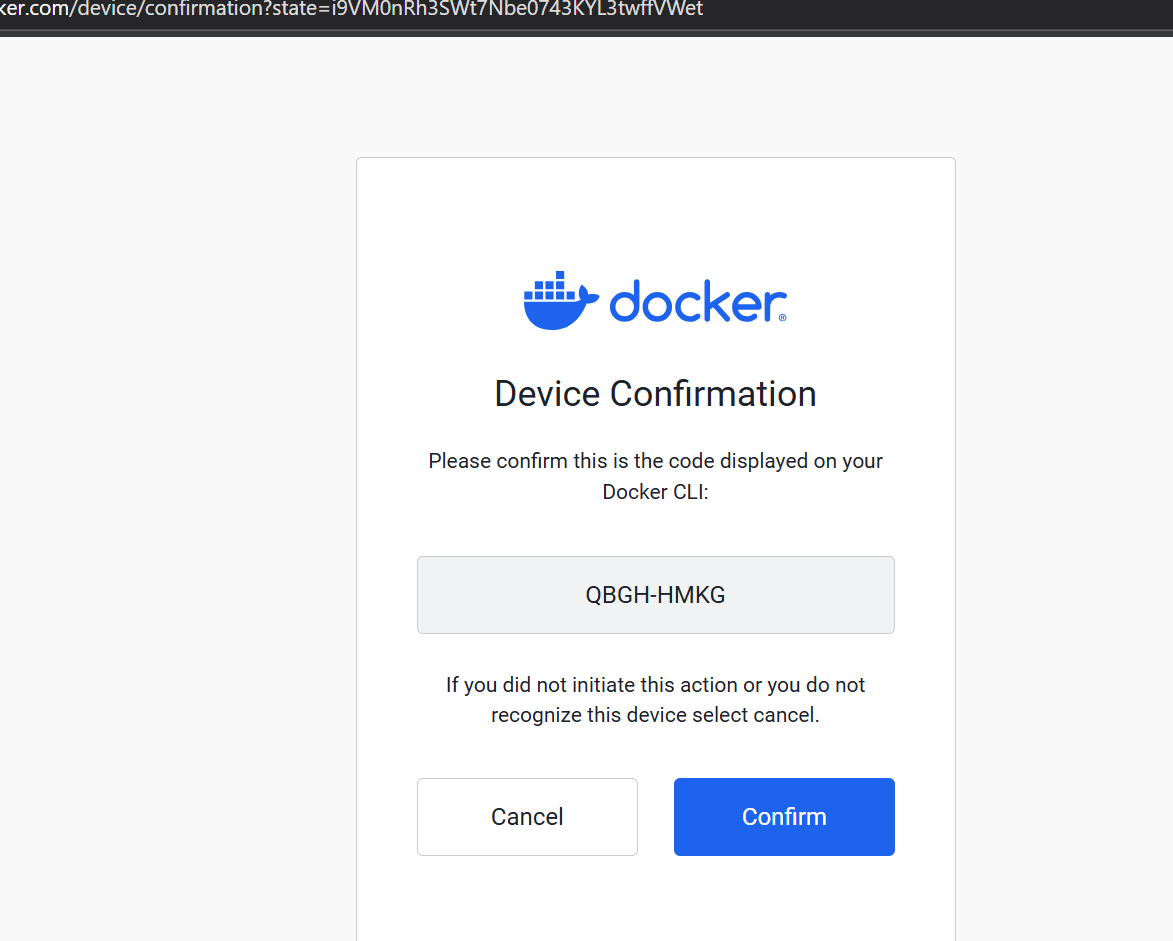 ker.com/device/confirmation?state=i9VM0nRh3SWt7Nbe0743KYL3twffVWet
docker®
Device Confirmation
Please confirm this is the code displayed on your
Docker CLI:
QBGH-HMKG
If you did not initiate this action or you do not
recognize this device select cancel.
Cancel
Confirm